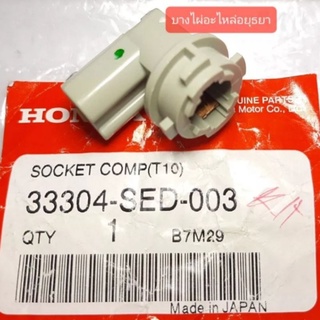 บางไผ่อะไหล่อยุธยา
HON
UINE PARTS
Motor Co.,
SOCKET COMP(T10)
33304-SED-003
QTY 1 B7M29
Made in JAPAN